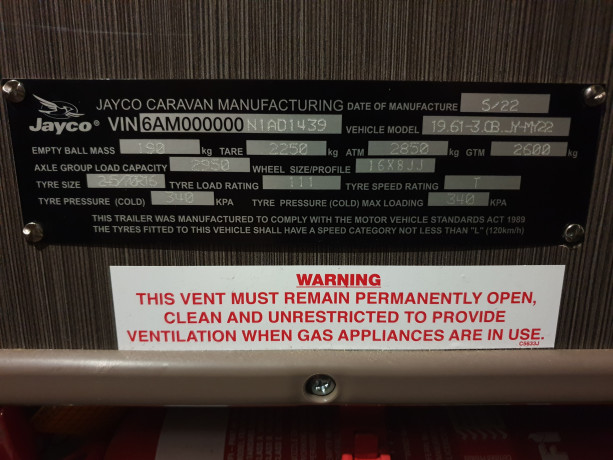 JAYCO CARAVAN MANUFACTURING DATE OF MANUFACTURE 5/22
Jayco® VIN 6AM000000 N1AD1439 VEHICLE MODEL 19.61-3.OB.JY-MY22
EMPTY BALL MASS 190 kg TARE 2250 kg ATM 2850 kg GTM 2600 kg
AXLE GROUP LOAD CAPACITY 2950 WHEEL SIZE/PROFILE 16X8JJ
TYRE SIZE TYRE LOAD RATING 111 TYRE SPEED RATING T
TYRE PRESSURE (COLD) 340 KPA TYRE PRESSURE (COLD) MAX LOADING 340 KPA
THIS TRAILER WAS MANUFACTURED TO COMPLY WITH THE MOTOR VEHICLE STANDARDS ACT 1989
THE TYRES FITTED TO THIS VEHICLE SHALL HAVE A SPEED CATEGORY NOT LESS THAN "L" (120km/h)
WARNING
THIS VENT MUST REMAIN PERMANENTLY OPEN,
CLEAN AND UNRESTRICTED TO PROVIDE
VENTILATION WHEN GAS APPLIANCES ARE IN USE.